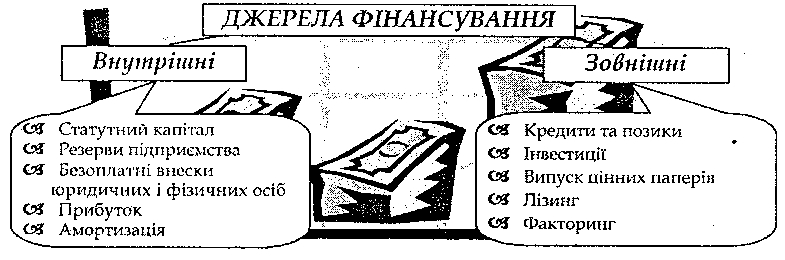 ДЖЕРЕЛА ФІНАНСУВАННЯ
Внутрішні
Зовнішні
Статутний капітал
Резерви підприємства
Безоплатні внески
юридичних і фізичних осіб
Прибуток
Амортизація
Кредити та позики
Інвестиції
Випуск цінних паперів
Лізинг
Факторинг